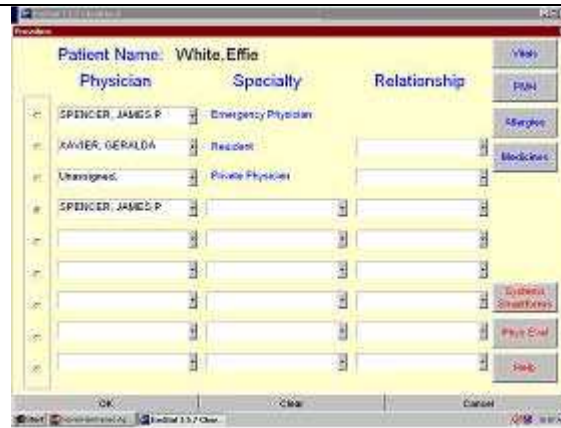 Procedure
Patient Name: White, Effie
Vitals
Physician Specialty Relationship
PMH
SPENCER, JAMES P Emergency Physician
Allergies
XAVIER, GERALDA Resident
Medicines
Unassigned, Private Physician
SPENCER, JAMES P
Systems
Smartforms
Phys Eval
Help
OK Clear Cancel
Start